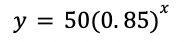 y = 50(0.85)^x